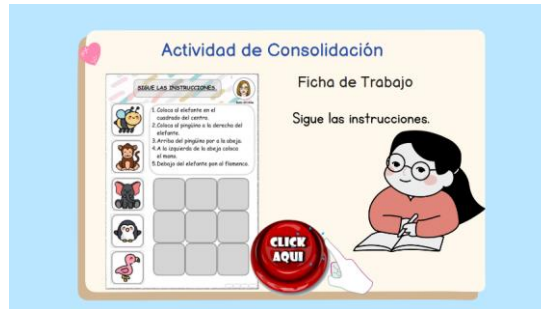 Actividad de Consolidación
SIGUE LAS INSTRUCCIONES.
1. Coloca al elefante en el
cuadrado del centro.
2. Coloca al pingüino a la derecha del
elefante.
3. Arriba del pingüino por a la abeja.
4. A la izquierda de la abeja coloca
al mono.
5. Debajo del elefante pon al flamenco.
Ficha de Trabajo
Sigue las instrucciones.
CLICK
AQUI